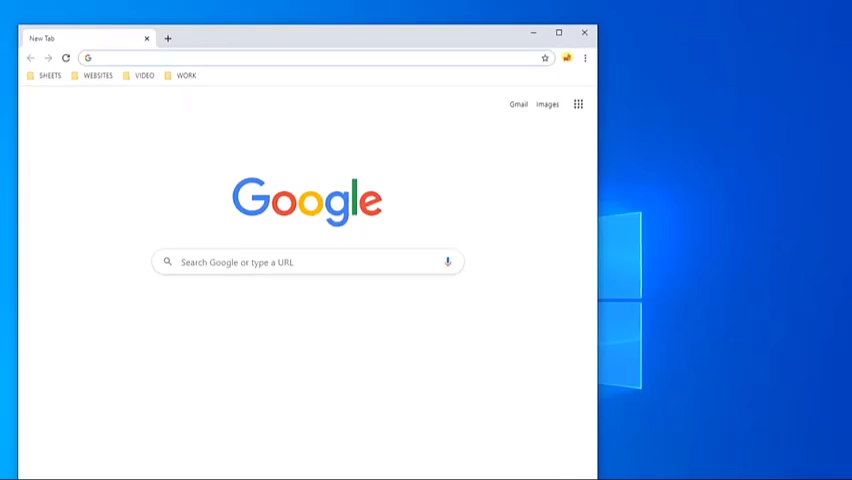 New Tab
SHEETS WEBSITES VIDEO WORK
Gmail Images
Google
Search Google or type a URL